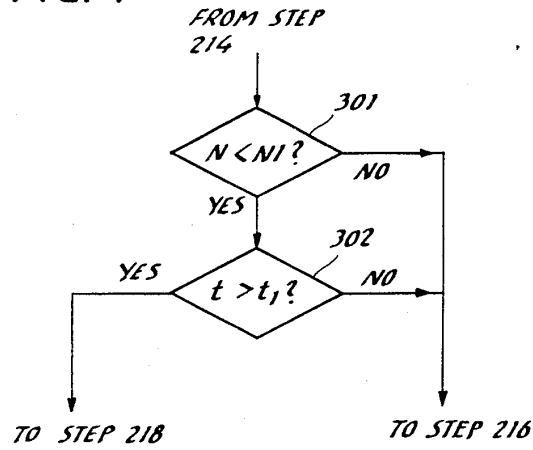 FROM STEP
214
301
N < N1?
NO
YES
302
YES
t > t₁?
NO
TO STEP 218
TO STEP 216